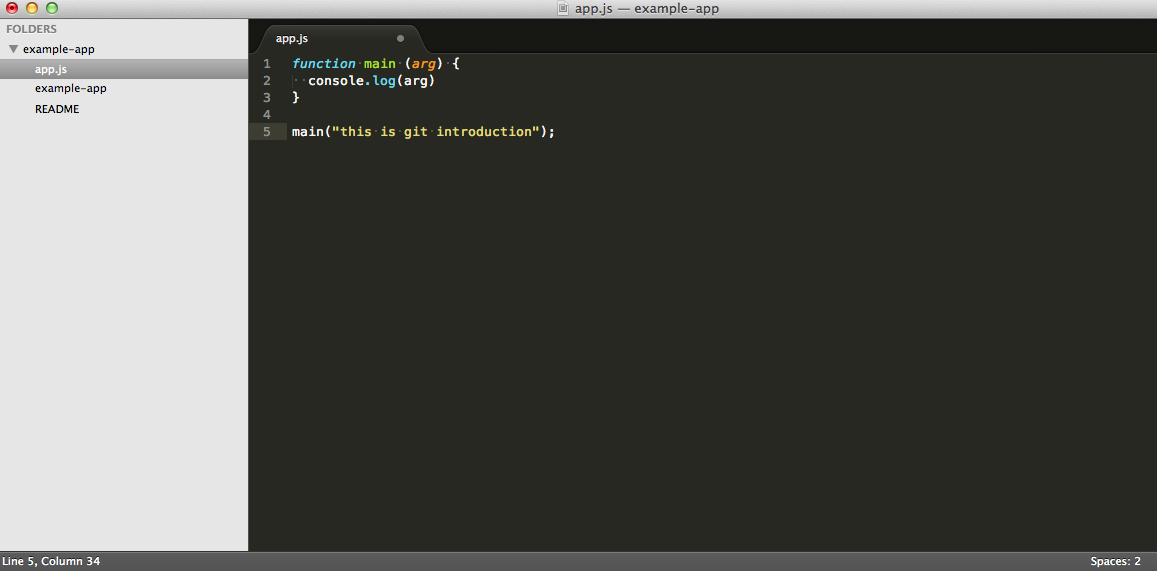 app.js — example-app
FOLDERS
example-app
app.js
example-app
README
app.js
1 function main (arg) {
2   console.log(arg)
3 }
4
5 main("this is git introduction");
Line 5, Column 34
Spaces: 2